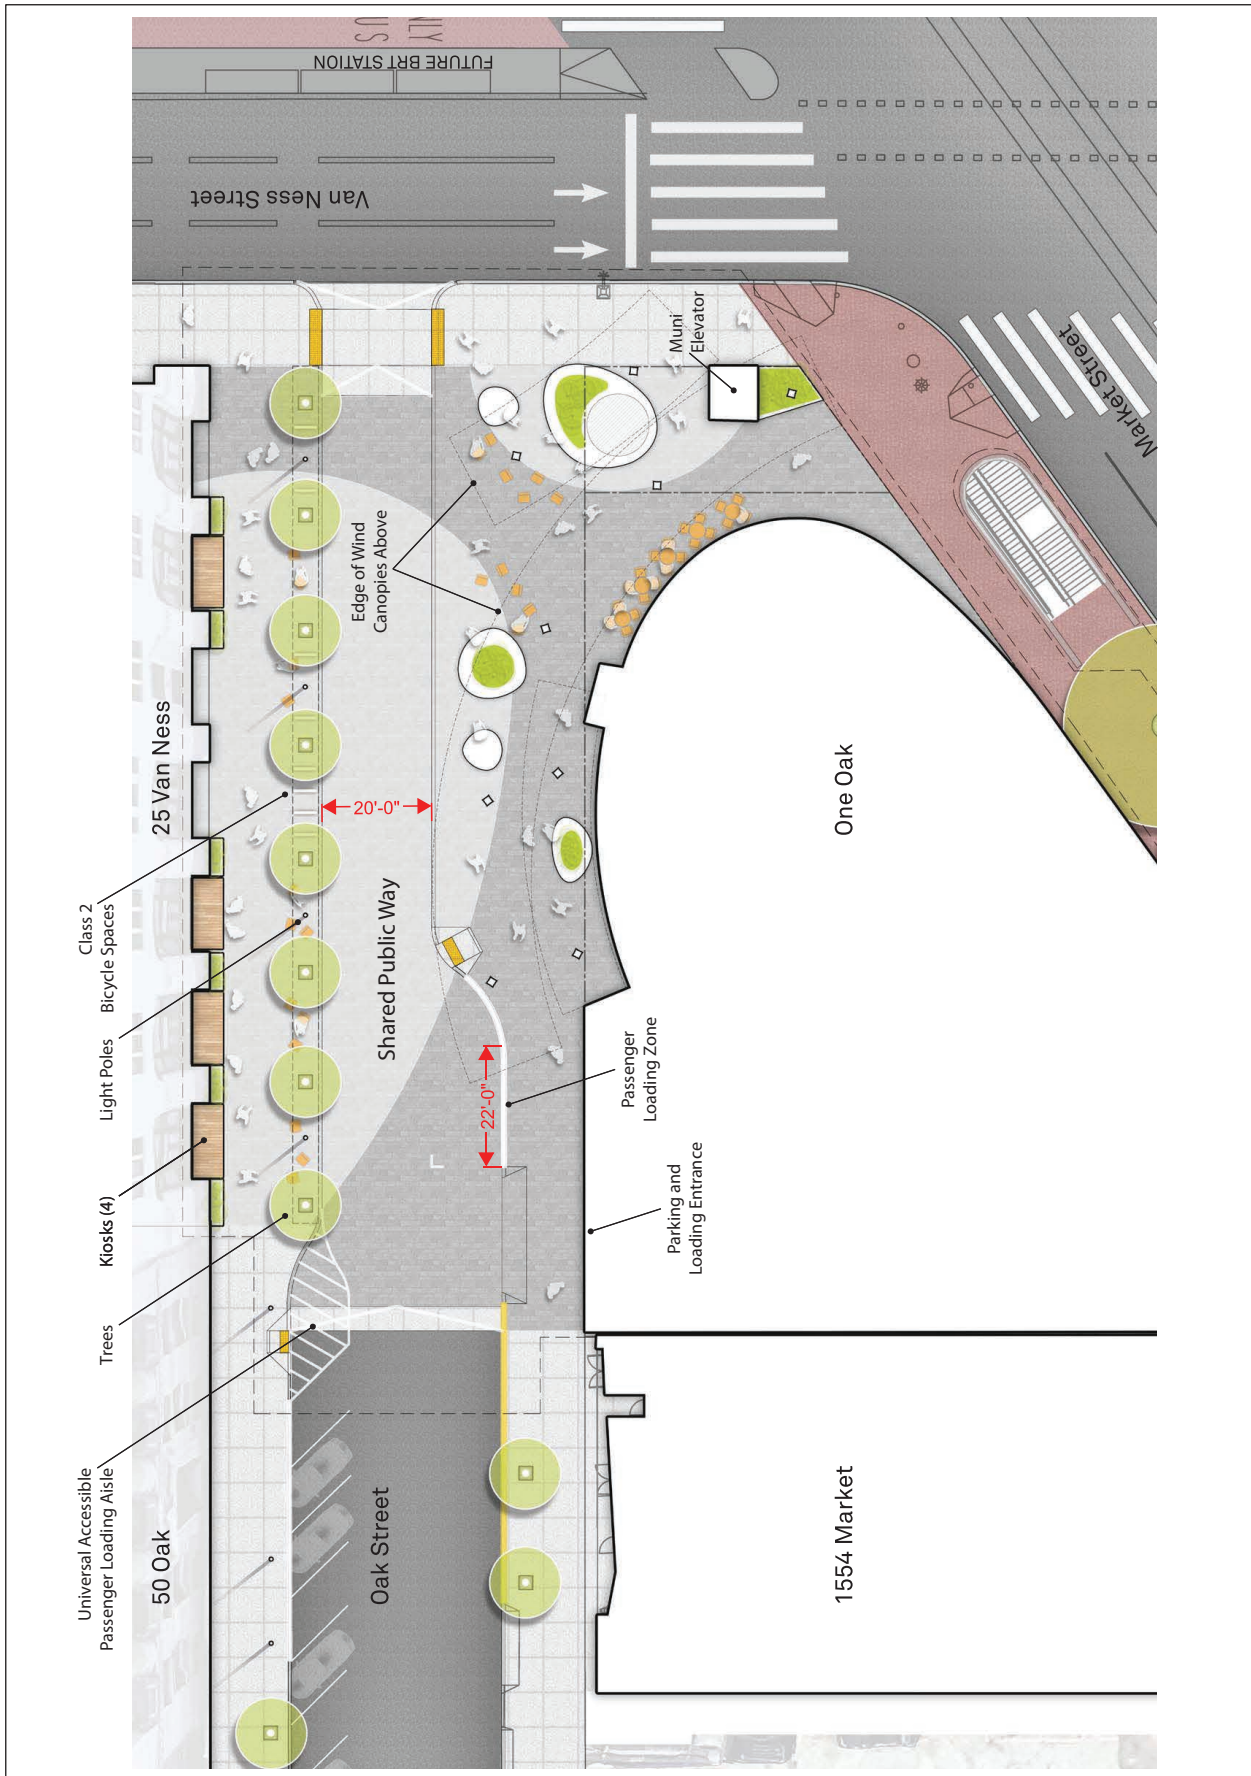 NLY
US
FUTURE BRT STATION
Van Ness Street
Market Street
Muni
Elevator
Edge of Wind
Canopies Above
25 Van Ness
One Oak
20'-0"
Shared Public Way
Class 2
Bicycle Spaces
Light Poles
22'-0"
Passenger
Loading Zone
Kiosks (4)
Parking and
Loading Entrance
Trees
L
Universal Accessible
Passenger Loading Aisle
50 Oak
Oak Street
1554 Market